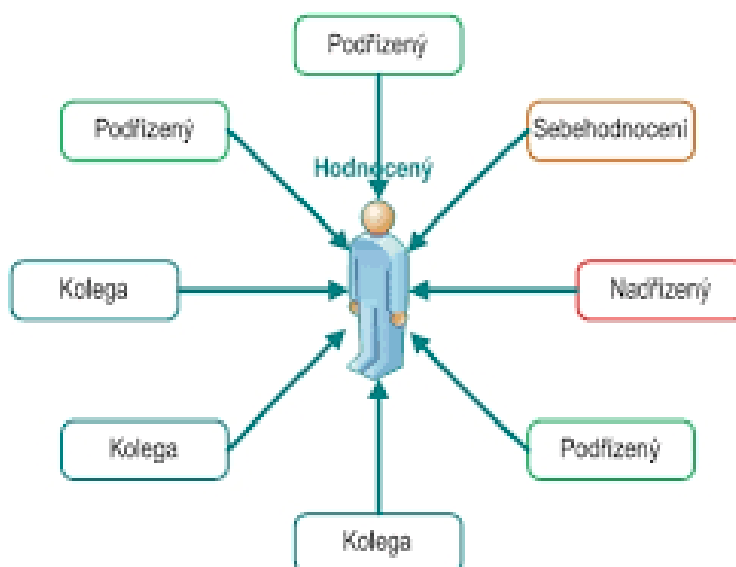 Podřízený
Podřízený
Sebehodnocení
Hodnocený
Kolega
Nadřízený
Kolega
Podřízený
Kolega